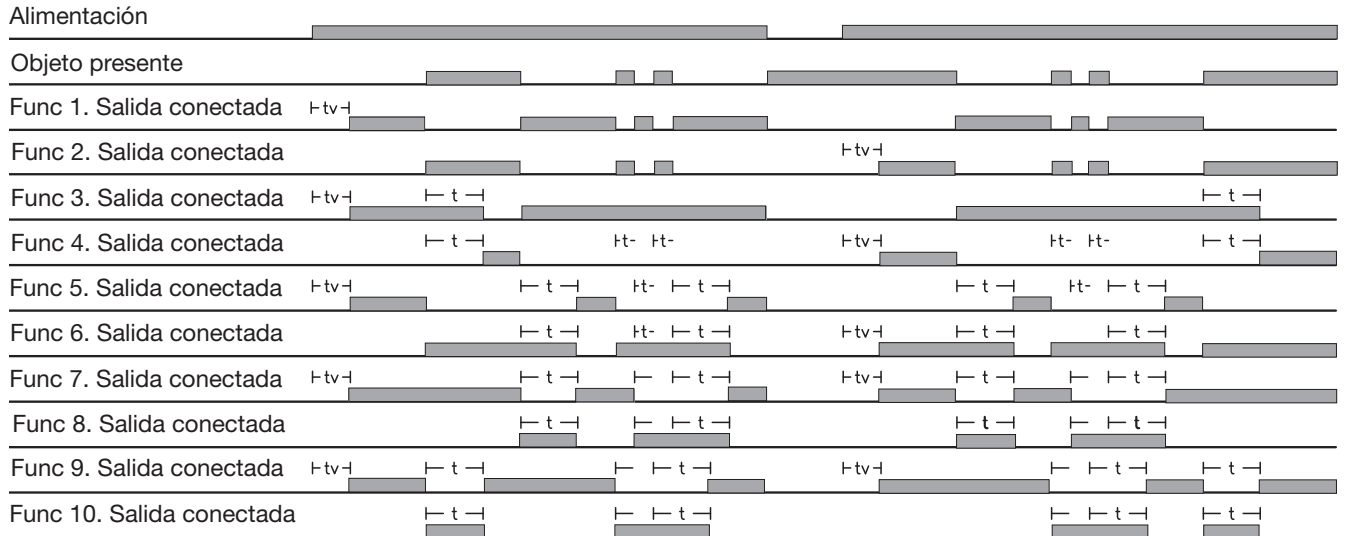 Alimentación
Objeto presente
Func 1. Salida conectada tv
Func 2. Salida conectada tv
Func 3. Salida conectada tv t t
Func 4. Salida conectada t t t tv t t t
Func 5. Salida conectada tv t t t t t t
Func 6. Salida conectada t t t tv t t
Func 7. Salida conectada tv t t tv t t
Func 8. Salida conectada t t t t
Func 9. Salida conectada tv t t tv t t
Func 10. Salida conectada t t t t